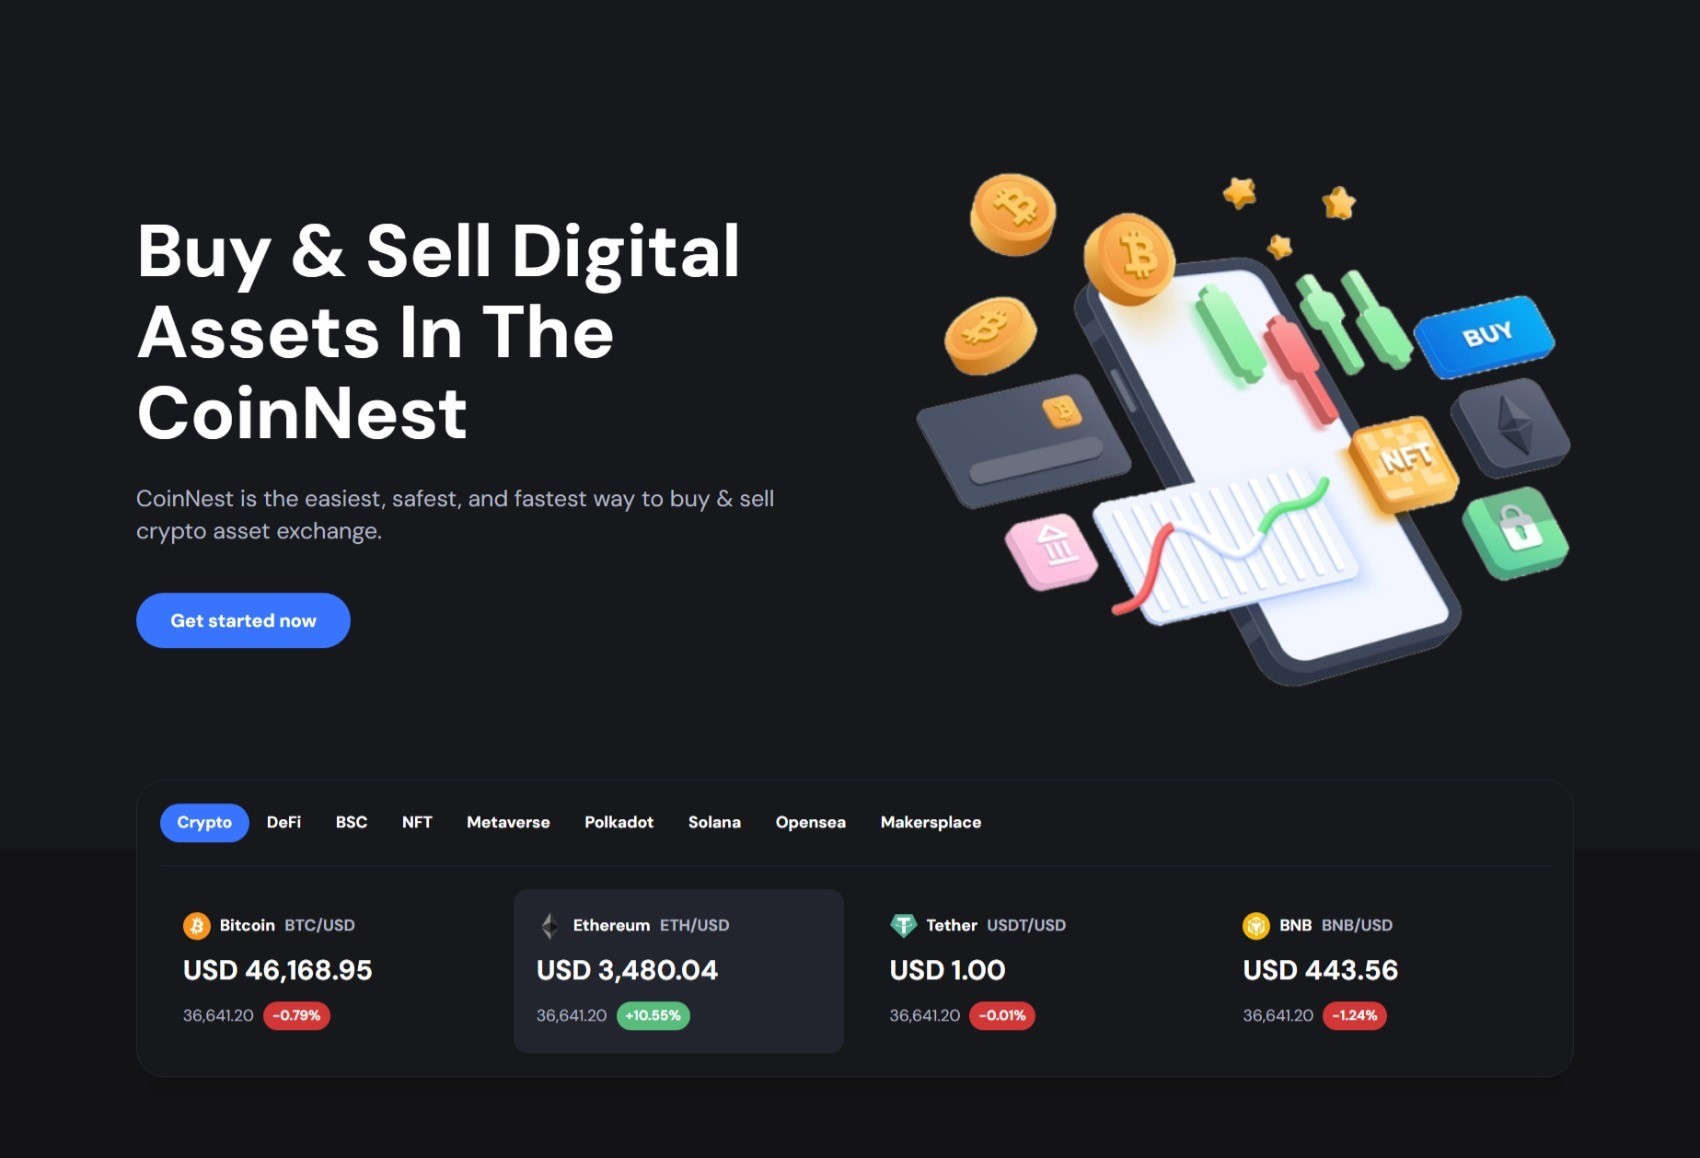 Buy & Sell Digital
Assets In The
CoinNest
CoinNest is the easiest, safest, and fastest way to buy & sell
crypto asset exchange.
Get started now
BUY
NFT
Crypto DeFi BSC NFT Metaverse Polkadot Solana Opensea Makersplace
Bitcoin BTC/USD
USD 46,168.95
36,641.20 -0.79%
Ethereum ETH/USD
USD 3,480.04
36,641.20 +10.55%
Tether USDT/USD
USD 1.00
36,641.20 -0.01%
BNB BNB/USD
USD 443.56
36,641.20 -1.24%